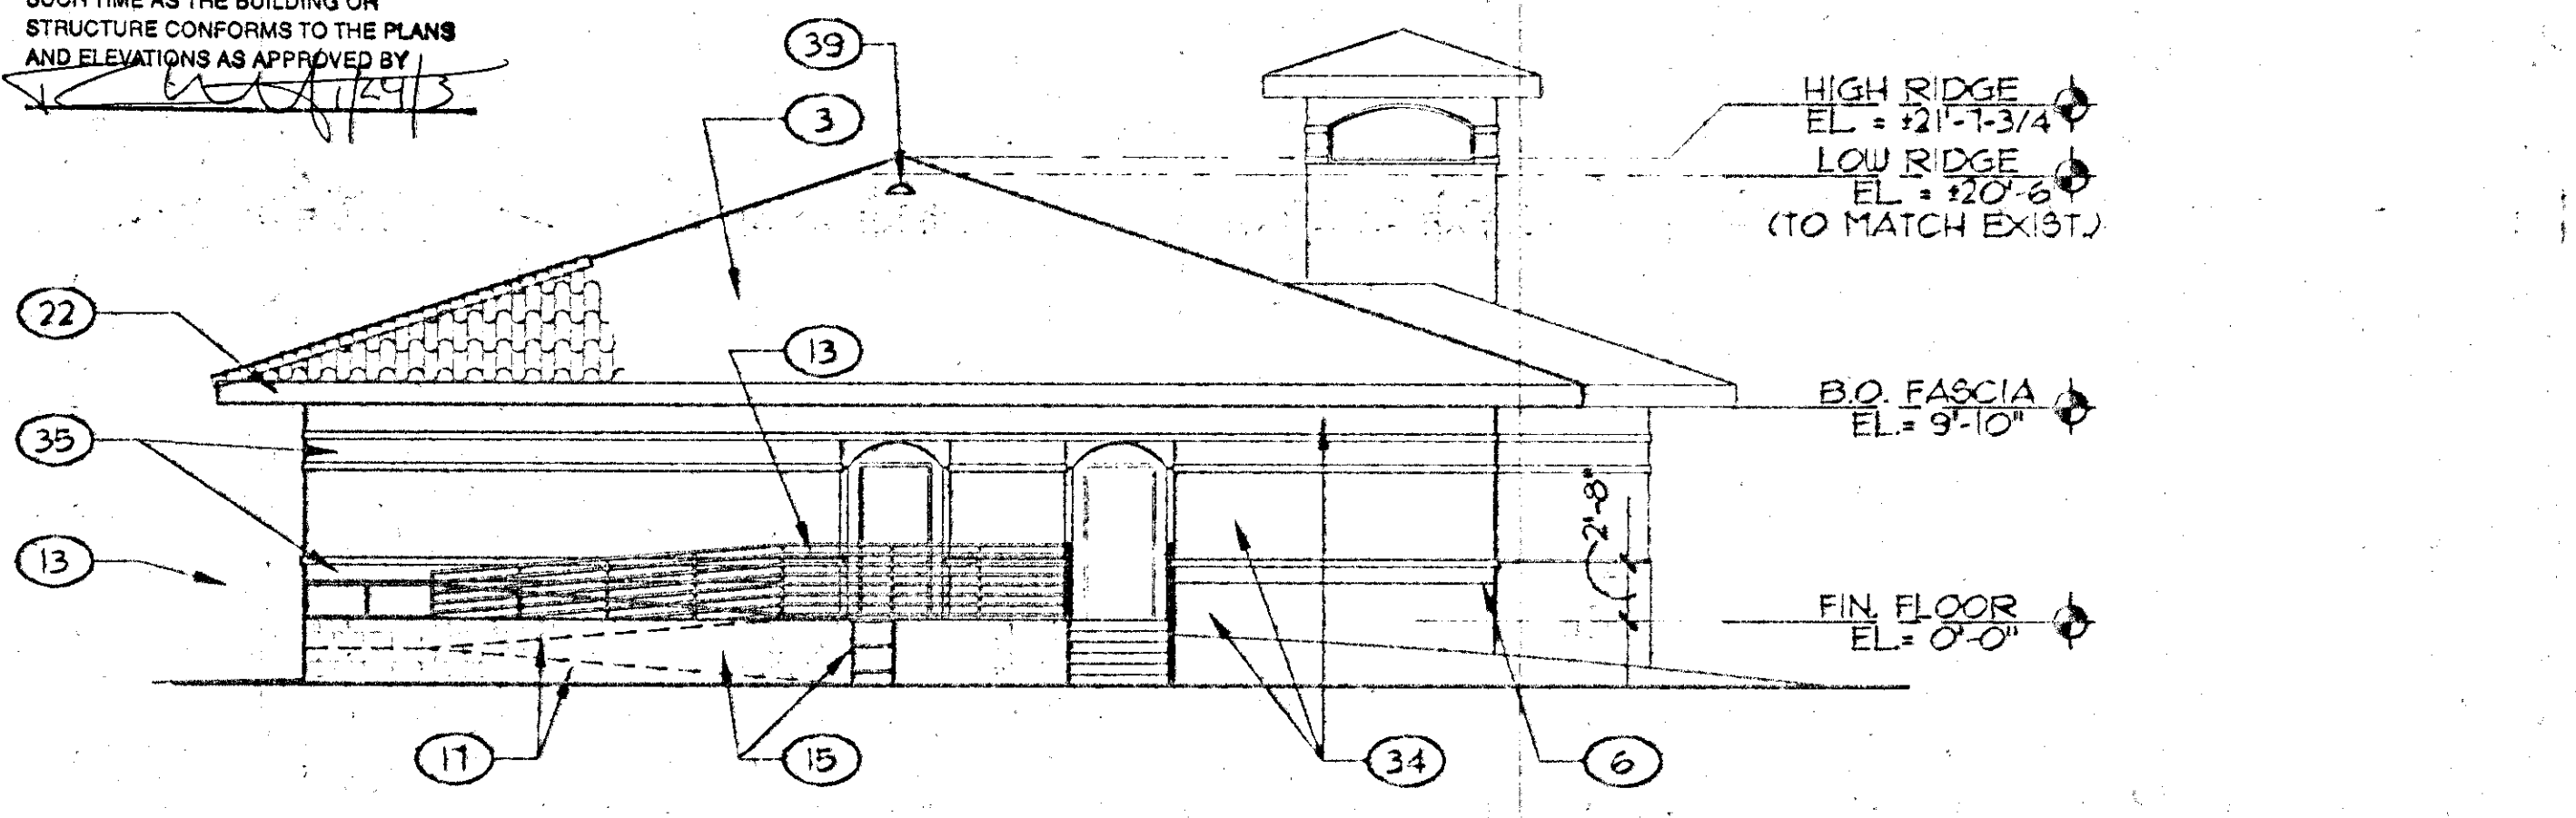 SUCH TIME AS THE BUILDING OR
STRUCTURE CONFORMS TO THE PLANS
AND ELEVATIONS AS APPROVED BY
39
3
22
13
35
13
17
15
34
6
HIGH RIDGE
EL. = ±21'-7-3/4
LOW RIDGE
EL. = ±20'-6
(TO MATCH EXIST.)
B.O. FASCIA
EL.= 9'-10"
2'-8"
FIN. FLOOR
EL.= 0'-0"